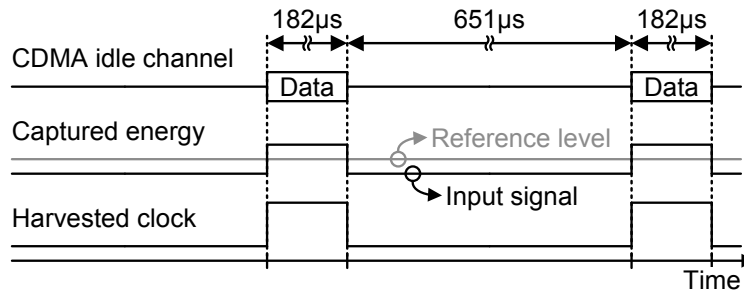 182µs 651µs 182µs
CDMA idle channel
Data Data
Captured energy
Reference level
Input signal
Harvested clock
Time